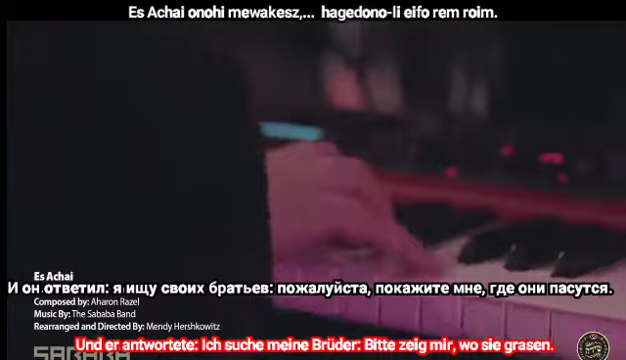 Es Achai onohi mewakesz,... hagedono-li eifo rem roim.
Es Achai
И он ответил: я ищу своих братьев: пожалуйста, покажите мне, где они пасутся.
Composed by: Aharon Razel
Music By: The Sababa Band
Rearranged and Directed By: Mendy Hershkowitz
Und er antwortete: Ich suche meine Brüder: Bitte zeig mir, wo sie grasen.
SABABA